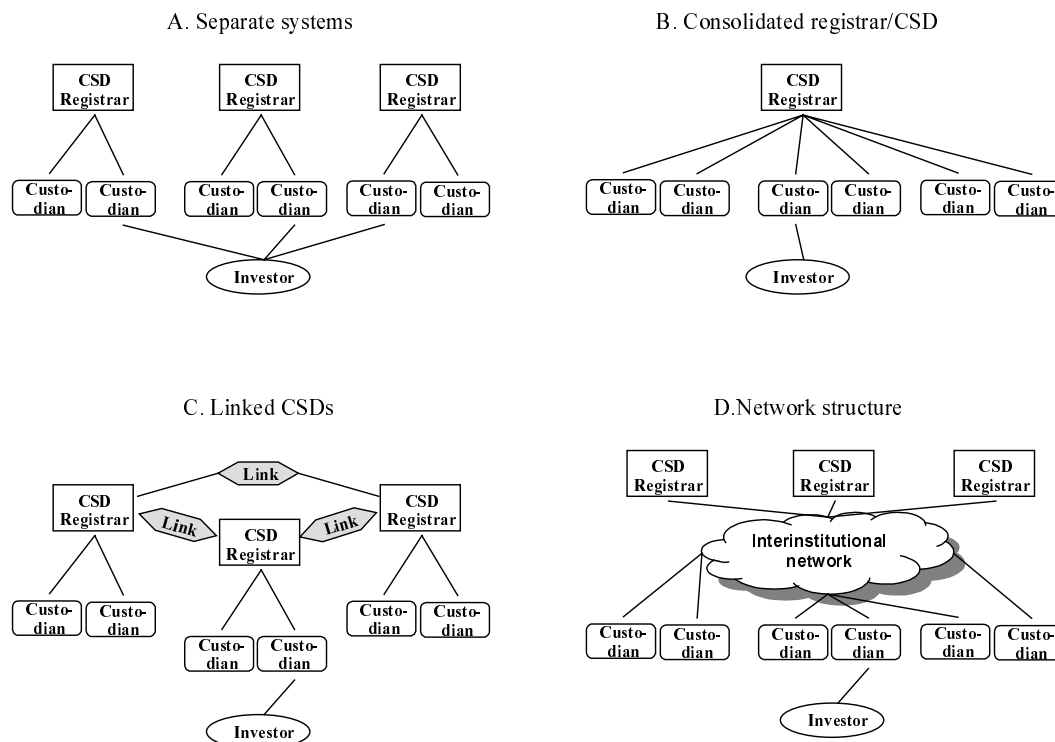 A. Separate systems
CSD
Registrar
CSD
Registrar
CSD
Registrar
Custo-
dian
Custo-
dian
Custo-
dian
Custo-
dian
Custo-
dian
Custo-
dian
Investor
B. Consolidated registrar/CSD
CSD
Registrar
Custo-
dian
Custo-
dian
Custo-
dian
Custo-
dian
Custo-
dian
Custo-
dian
Investor
C. Linked CSDs
Link
CSD
Registrar
Link
CSD
Registrar
Link
CSD
Registrar
Custo-
dian
Custo-
dian
Custo-
dian
Custo-
dian
Custo-
dian
Custo-
dian
Investor
D.Network structure
CSD
Registrar
CSD
Registrar
CSD
Registrar
Interinstitutional
network
Custo-
dian
Custo-
dian
Custo-
dian
Custo-
dian
Custo-
dian
Custo-
dian
Investor